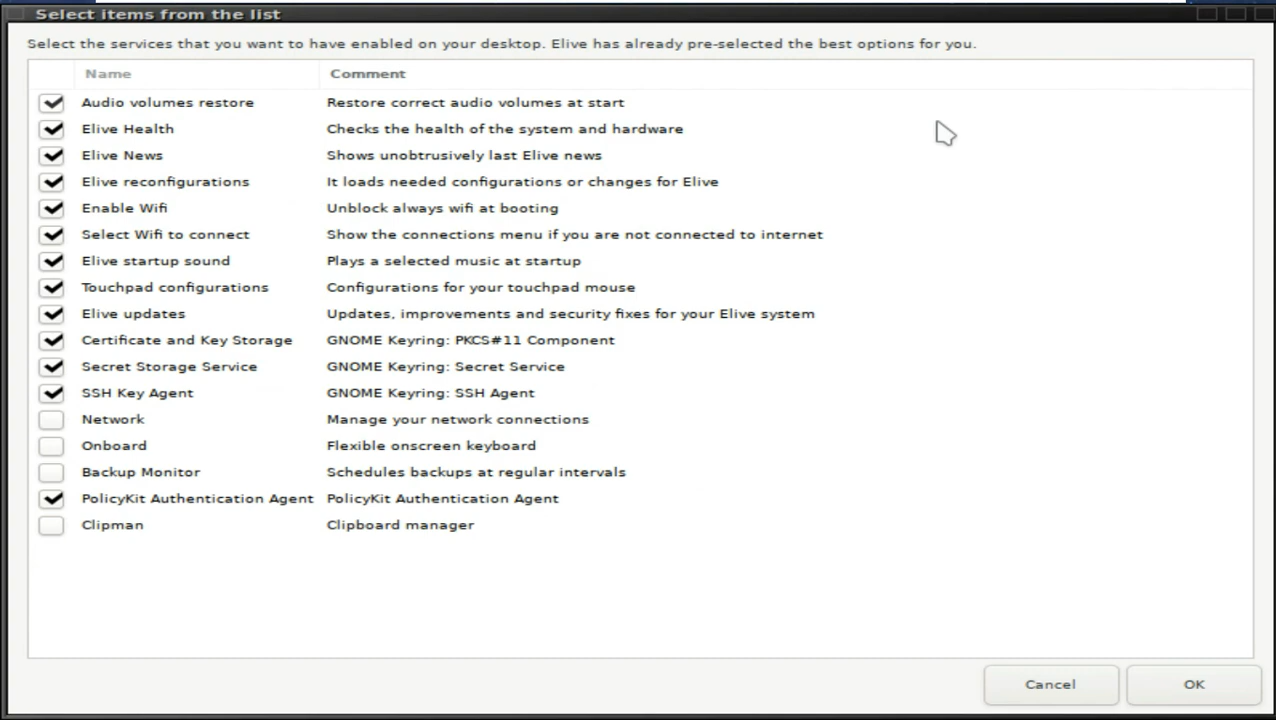 Select items from the list
Select the services that you want to have enabled on your desktop. Elive has already pre-selected the best options for you.
Name Comment
Audio volumes restore Restore correct audio volumes at start
Elive Health Checks the health of the system and hardware
Elive News Shows unobtrusively last Elive news
Elive reconfigurations It loads needed configurations or changes for Elive
Enable Wifi Unblock always wifi at booting
Select Wifi to connect Show the connections menu if you are not connected to internet
Elive startup sound Plays a selected music at startup
Touchpad configurations Configurations for your touchpad mouse
Elive updates Updates, improvements and security fixes for your Elive system
Certificate and Key Storage GNOME Keyring: PKCS#11 Component
Secret Storage Service GNOME Keyring: Secret Service
SSH Key Agent GNOME Keyring: SSH Agent
Network Manage your network connections
Onboard Flexible onscreen keyboard
Backup Monitor Schedules backups at regular intervals
PolicyKit Authentication Agent PolicyKit Authentication Agent
Clipman Clipboard manager
Cancel OK